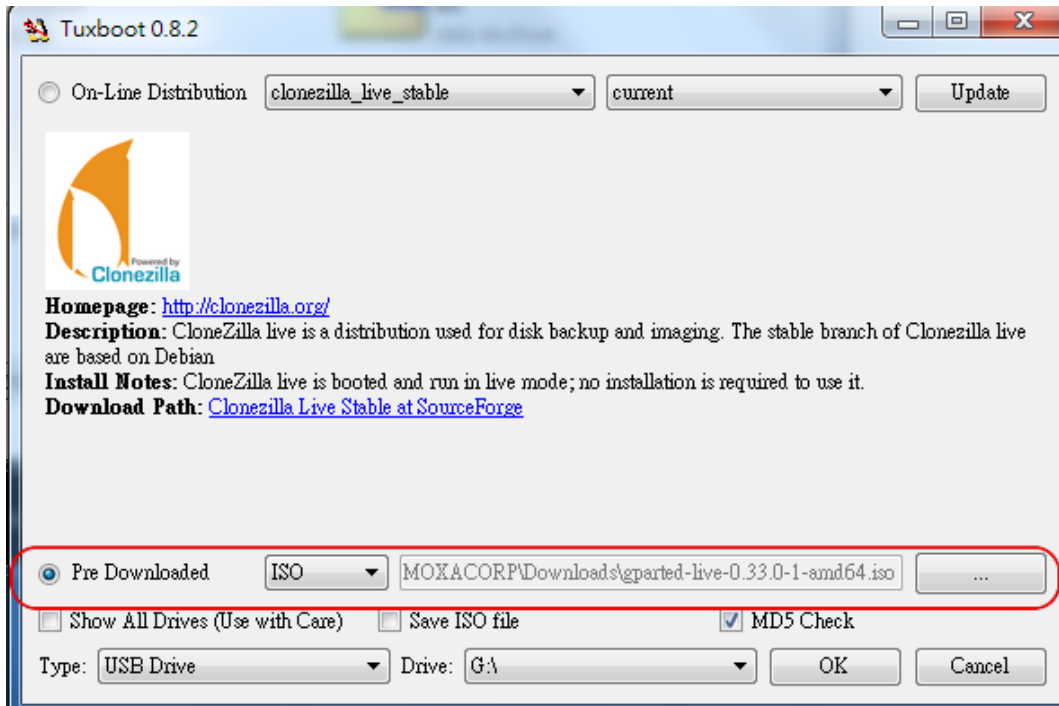 Tuxboot 0.8.2
On-Line Distribution clonezilla_live_stable current Update
Powered by
Clonezilla
Homepage: http://clonezilla.org/
Description: CloneZilla live is a distribution used for disk backup and imaging. The stable branch of Clonezilla live
are based on Debian
Install Notes: CloneZilla live is booted and run in live mode; no installation is required to use it.
Download Path: Clonezilla Live Stable at SourceForge
Pre Downloaded ISO MOXACORP\Downloads\gparted-live-0.33.0-1-amd64.iso ...
Show All Drives (Use with Care) Save ISO file MD5 Check
Type: USB Drive Drive: G:\ OK Cancel